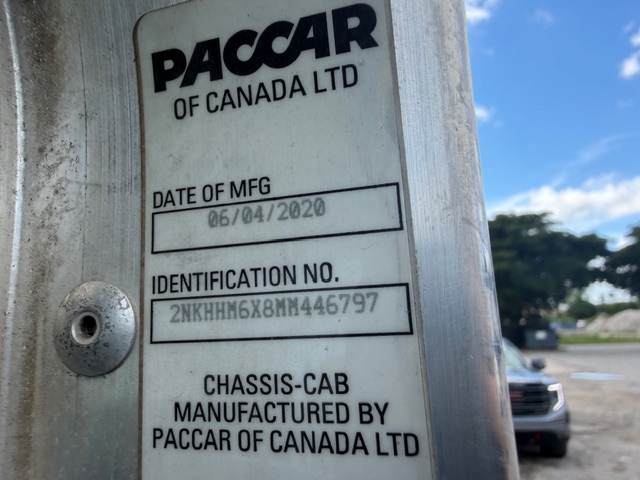 PACCAR
OF CANADA LTD
DATE OF MFG
06/04/2020
IDENTIFICATION NO.
2NKHHM6X8MM446797
CHASSIS-CAB
MANUFACTURED BY
PACCAR OF CANADA LTD